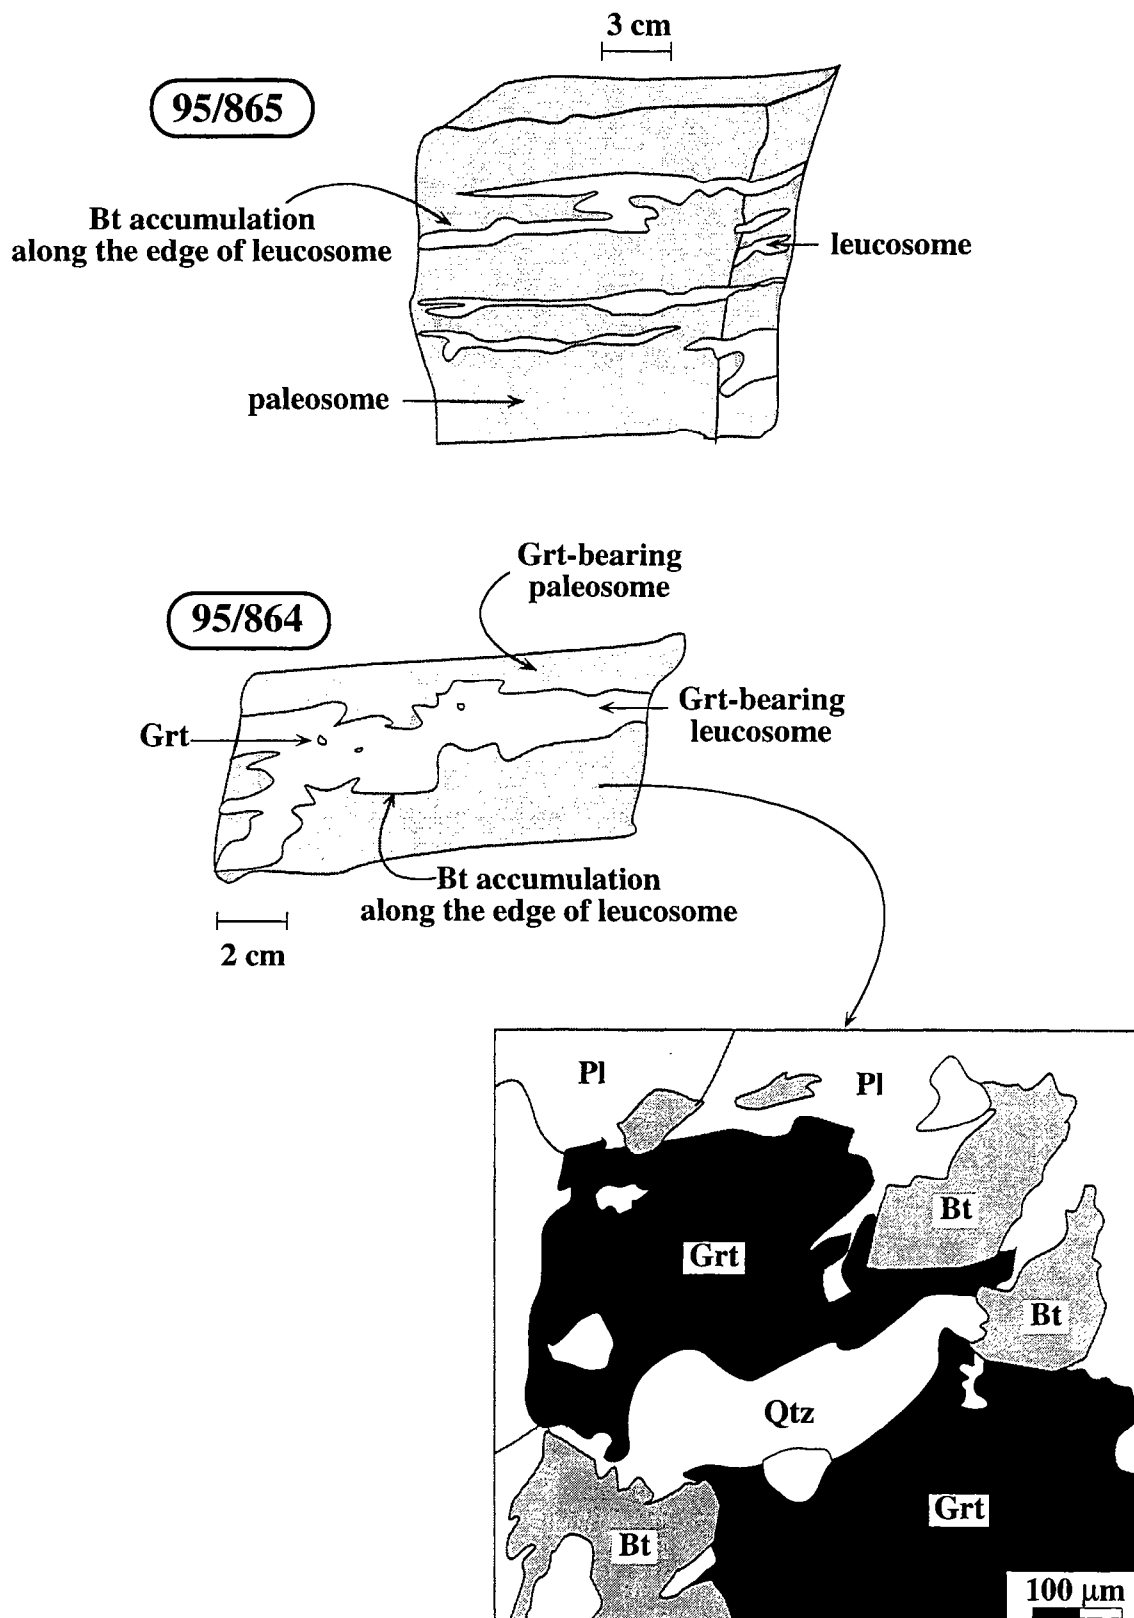 3 cm
95/865
Bt accumulation
along the edge of leucosome
leucosome
paleosome
Grt-bearing
paleosome
95/864
Grt-bearing
leucosome
Grt
Bt accumulation
along the edge of leucosome
2 cm
Pl
Pl
Bt
Grt
Bt
Qtz
Grt
Bt
100 μm